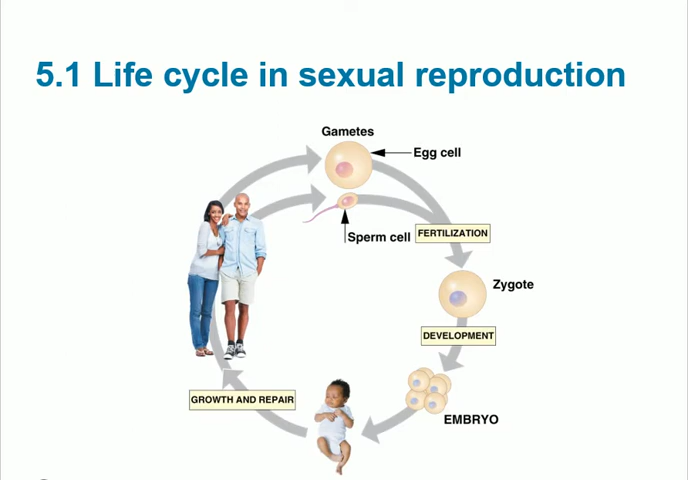 5.1 Life cycle in sexual reproduction
Gametes
Egg cell
Sperm cell
FERTILIZATION
Zygote
DEVELOPMENT
EMBRYO
GROWTH AND REPAIR